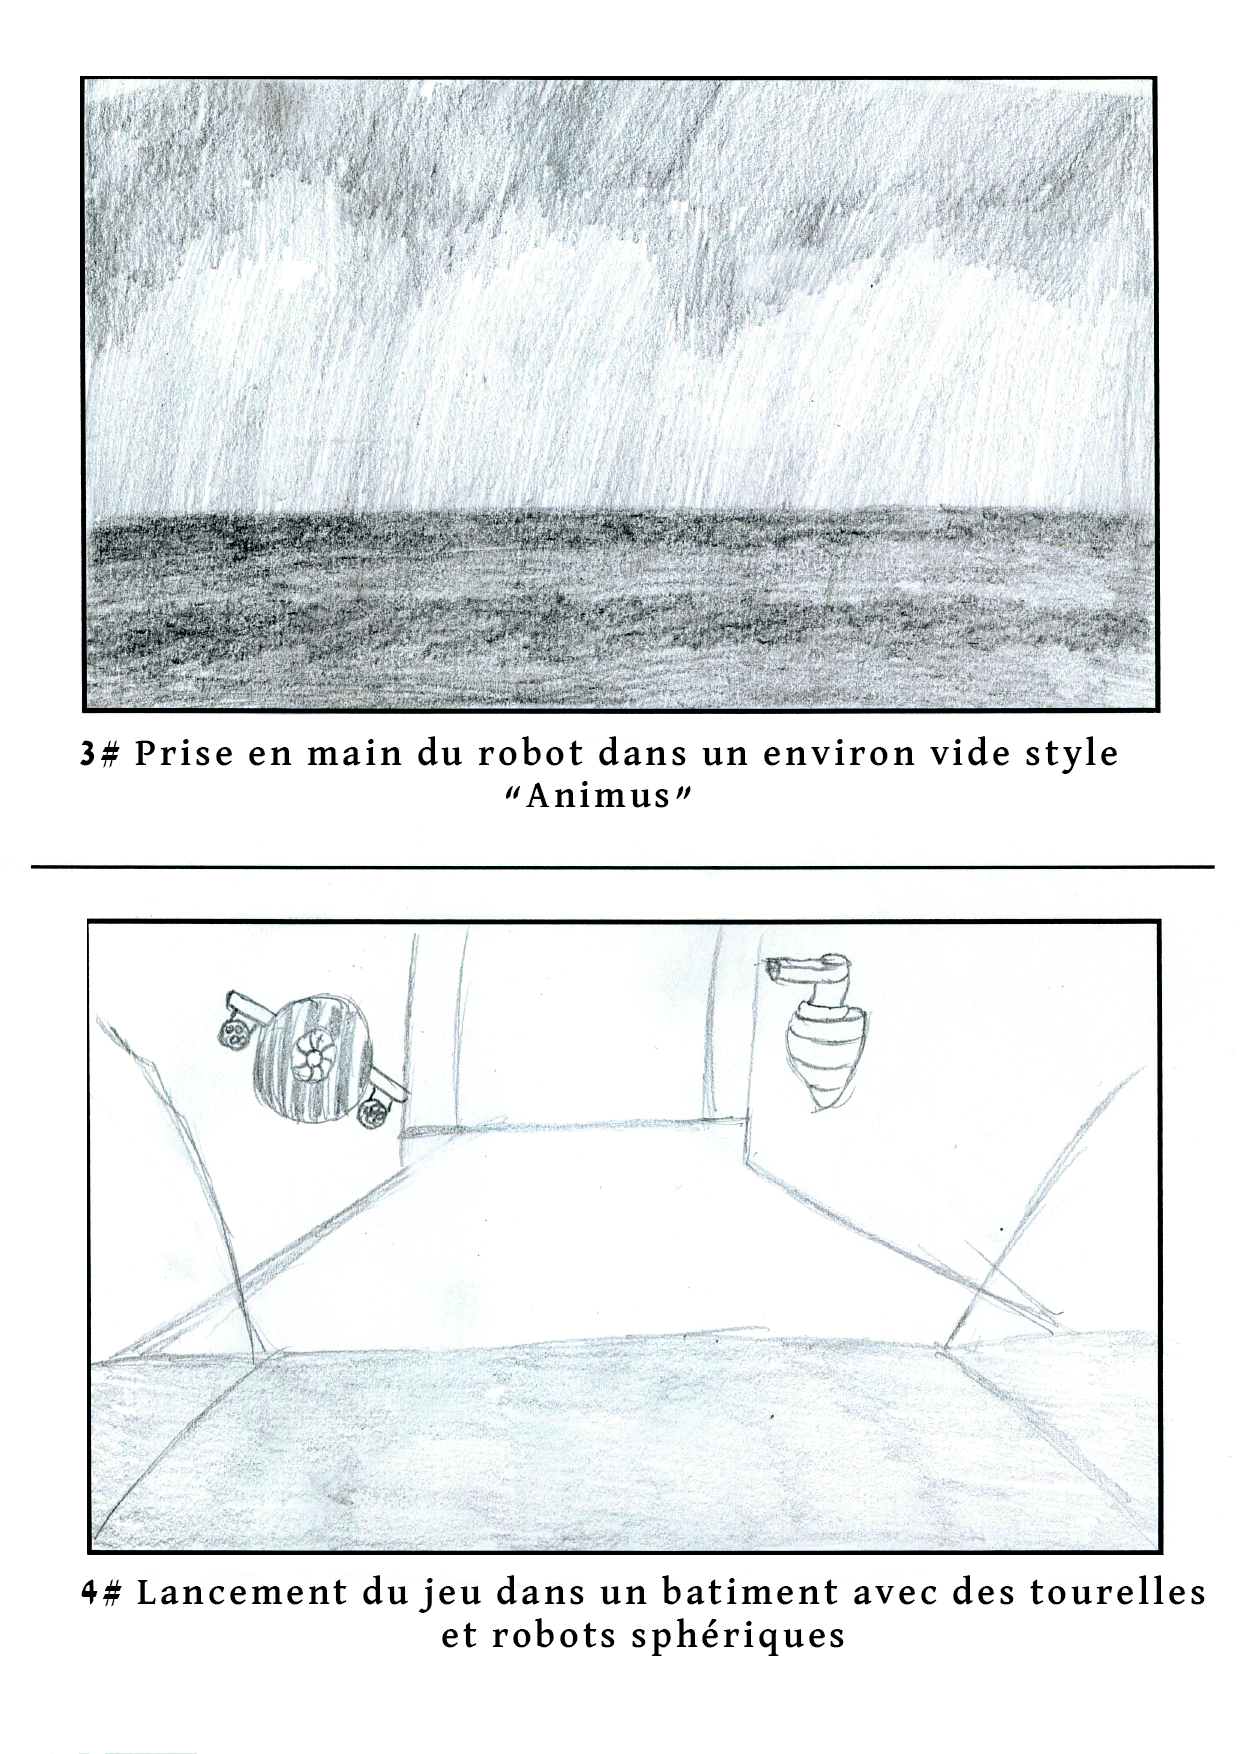 3# Prise en main du robot dans un environ vide style
“Animus”
4# Lancement du jeu dans un batiment avec des tourelles
et robots sphériques